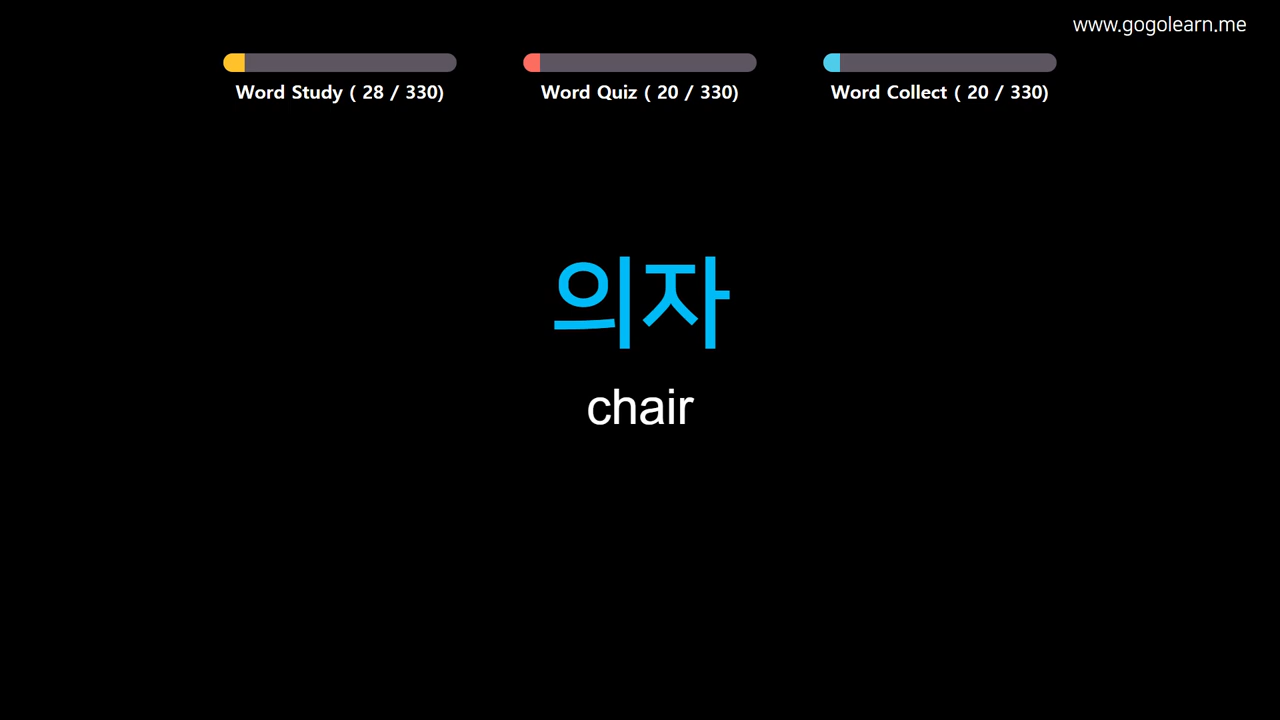 www.gogolearn.me
Word Study ( 28 / 330)
Word Quiz ( 20 / 330)
Word Collect ( 20 / 330)
의자
chair